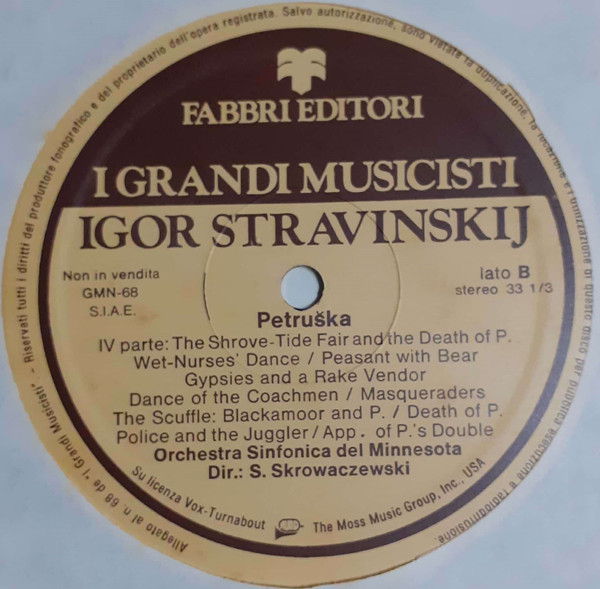 FABBRI EDITORI
I GRANDI MUSICISTI
IGOR STRAVINSKIJ
Non in vendita
GMN-68
S.I.A.E.
lato B
stereo 33 1/3
Petruška
IV parte: The Shrove-Tide Fair and the Death of P.
Wet-Nurses' Dance / Peasant with Bear
Gypsies and a Rake Vendor
Dance of the Coachmen / Masqueraders
The Scuffle: Blackamoor and P. / Death of P.
Police and the Juggler / App. of P.'s Double
Orchestra Sinfonica del Minnesota
Dir.: S. Skrowaczewski
Su licenza Vox-Turnabout
The Moss Music Group, Inc., USA
Allegato al n. 68 de "I Grandi Musicisti" - Riservati tutti i diritti del produttore fonografico e del proprietario dell'opera registrata. Salvo autorizzazione, sono vietate la duplicazione, la locazione e l'utilizzazione di questo disco per pubblica esecuzione e radiodiffusione.